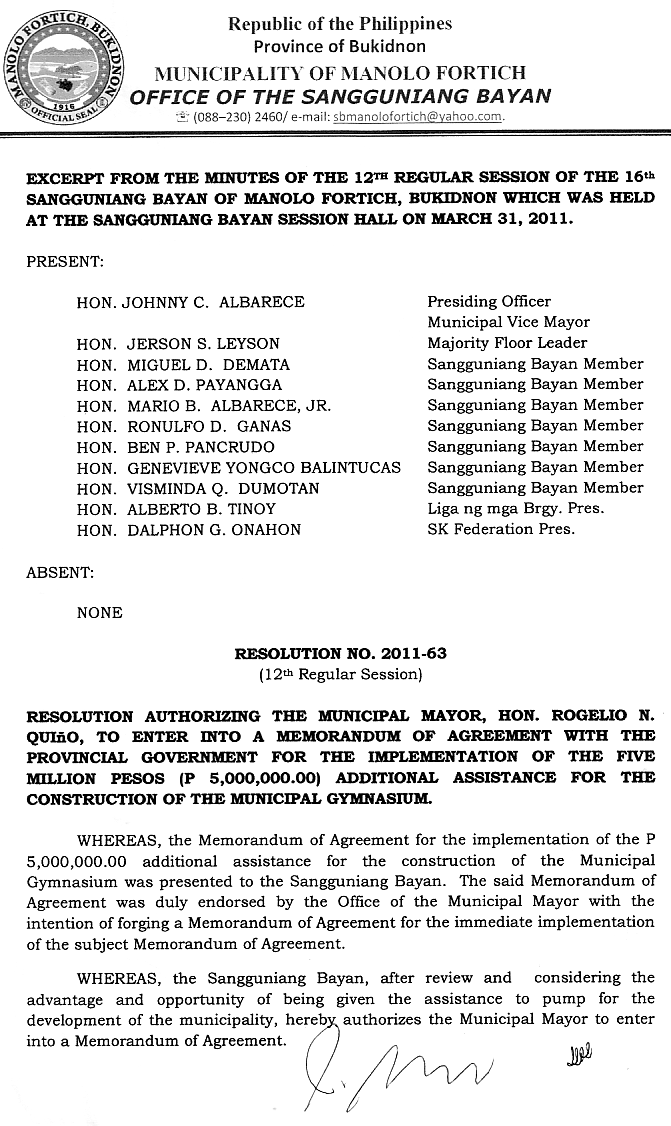 MANOLO FORTICH, BUKIDNON
1916
OFFICIAL SEAL
Republic of the Philippines
Province of Bukidnon
MUNICIPALITY OF MANOLO FORTICH
OFFICE OF THE SANGGUNIANG BAYAN
☏ (088–230) 2460/ e-mail: sbmanolofortich@yahoo.com.
EXCERPT FROM THE MINUTES OF THE 12TH REGULAR SESSION OF THE 16th
SANGGUNIANG BAYAN OF MANOLO FORTICH, BUKIDNON WHICH WAS HELD
AT THE SANGGUNIANG BAYAN SESSION HALL ON MARCH 31, 2011.
PRESENT:
HON. JOHNNY C. ALBARECE Presiding Officer
Municipal Vice Mayor
HON. JERSON S. LEYSON Majority Floor Leader
HON. MIGUEL D. DEMATA Sangguniang Bayan Member
HON. ALEX D. PAYANGGA Sangguniang Bayan Member
HON. MARIO B. ALBARECE, JR. Sangguniang Bayan Member
HON. RONULFO D. GANAS Sangguniang Bayan Member
HON. BEN P. PANCRUDO Sangguniang Bayan Member
HON. GENEVIEVE YONGCO BALINTUCAS Sangguniang Bayan Member
HON. VISMINDA Q. DUMOTAN Sangguniang Bayan Member
HON. ALBERTO B. TINOY Liga ng mga Brgy. Pres.
HON. DALPHON G. ONAHON SK Federation Pres.
ABSENT:
NONE
RESOLUTION NO. 2011-63
(12th Regular Session)
RESOLUTION AUTHORIZING THE MUNICIPAL MAYOR, HON. ROGELIO N.
QUIñO, TO ENTER INTO A MEMORANDUM OF AGREEMENT WITH THE
PROVINCIAL GOVERNMENT FOR THE IMPLEMENTATION OF THE FIVE
MILLION PESOS (P 5,000,000.00) ADDITIONAL ASSISTANCE FOR THE
CONSTRUCTION OF THE MUNICIPAL GYMNASIUM.
WHEREAS, the Memorandum of Agreement for the implementation of the P
5,000,000.00 additional assistance for the construction of the Municipal
Gymnasium was presented to the Sangguniang Bayan. The said Memorandum of
Agreement was duly endorsed by the Office of the Municipal Mayor with the
intention of forging a Memorandum of Agreement for the immediate implementation
of the subject Memorandum of Agreement.
WHEREAS, the Sangguniang Bayan, after review and considering the
advantage and opportunity of being given the assistance to pump for the
development of the municipality, hereby authorizes the Municipal Mayor to enter
into a Memorandum of Agreement.